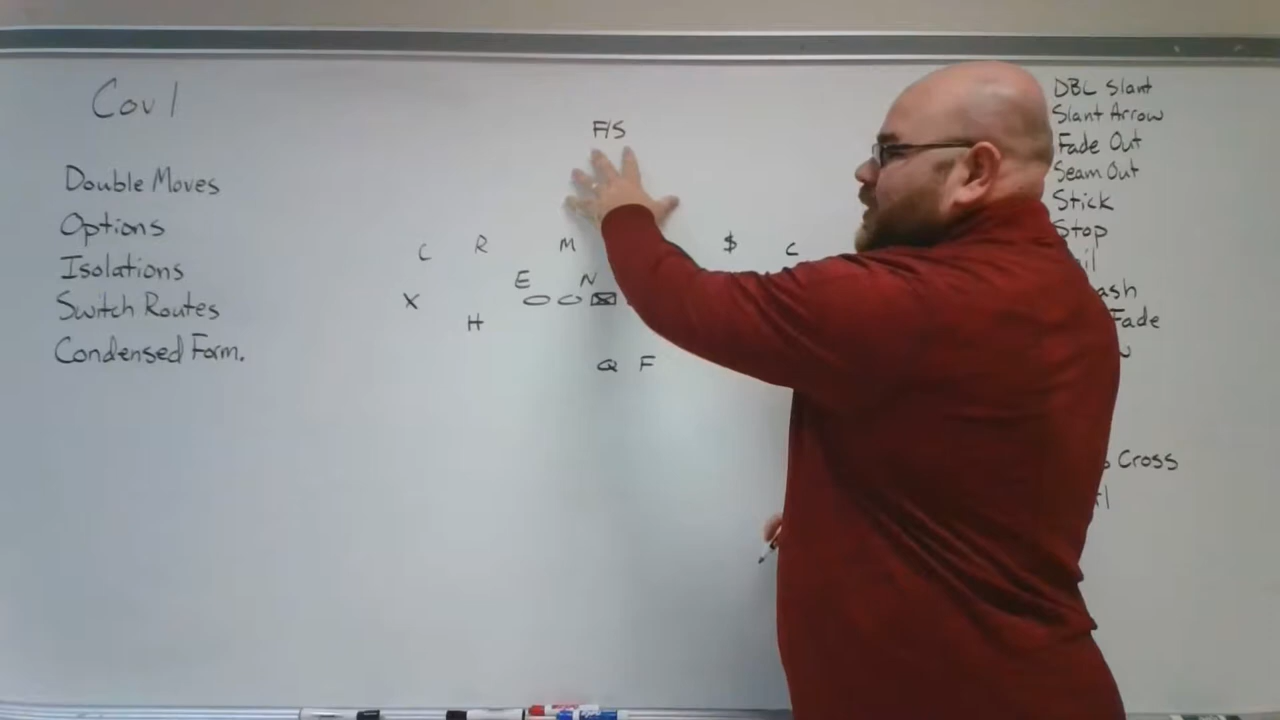 Cov 1
Double Moves
Options
Isolations
Switch Routes
Condensed Form.
F/S
C R M $ C
E N
X
H
Q F
DBL Slant
Slant Arrow
Fade Out
Seam Out
Stick
Stop
Fade
Cross